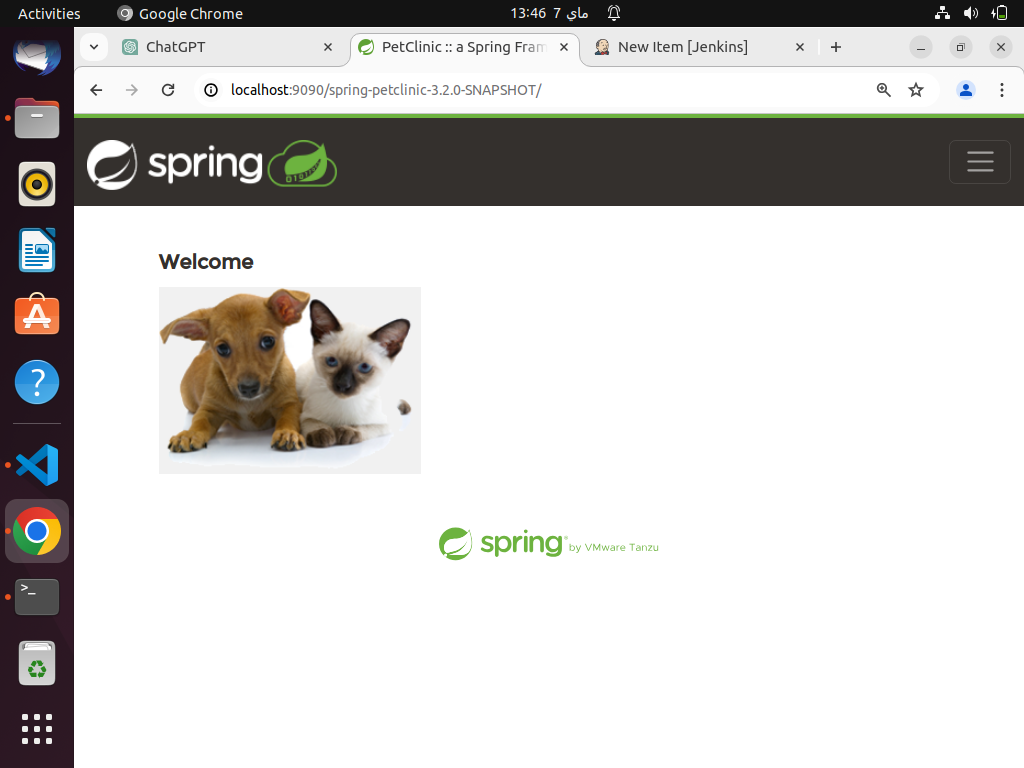 Activities
Google Chrome
13:46 7 ماي
ChatGPT
PetClinic :: a Spring Fram
New Item [Jenkins]
localhost:9090/spring-petclinic-3.2.0-SNAPSHOT/
spring
Welcome
spring by VMware Tanzu